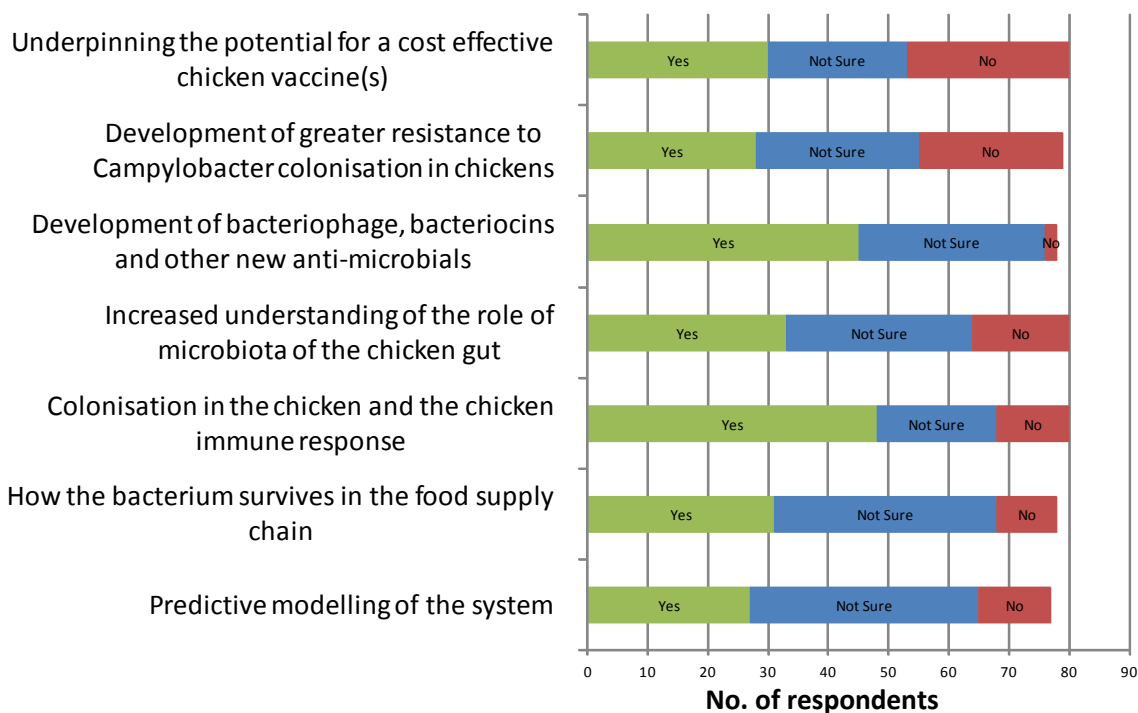 Underpinning the potential for a cost effective
chicken vaccine(s)
Yes Not Sure No
Development of greater resistance to
Campylobacter colonisation in chickens
Yes Not Sure No
Development of bacteriophage, bacteriocins
and other new anti-microbials
Yes Not Sure No
Increased understanding of the role of
microbiota of the chicken gut
Yes Not Sure No
Colonisation in the chicken and the chicken
immune response
Yes Not Sure No
How the bacterium survives in the food supply
chain
Yes Not Sure No
Predictive modelling of the system
Yes Not Sure No
0 10 20 30 40 50 60 70 80 90
No. of respondents